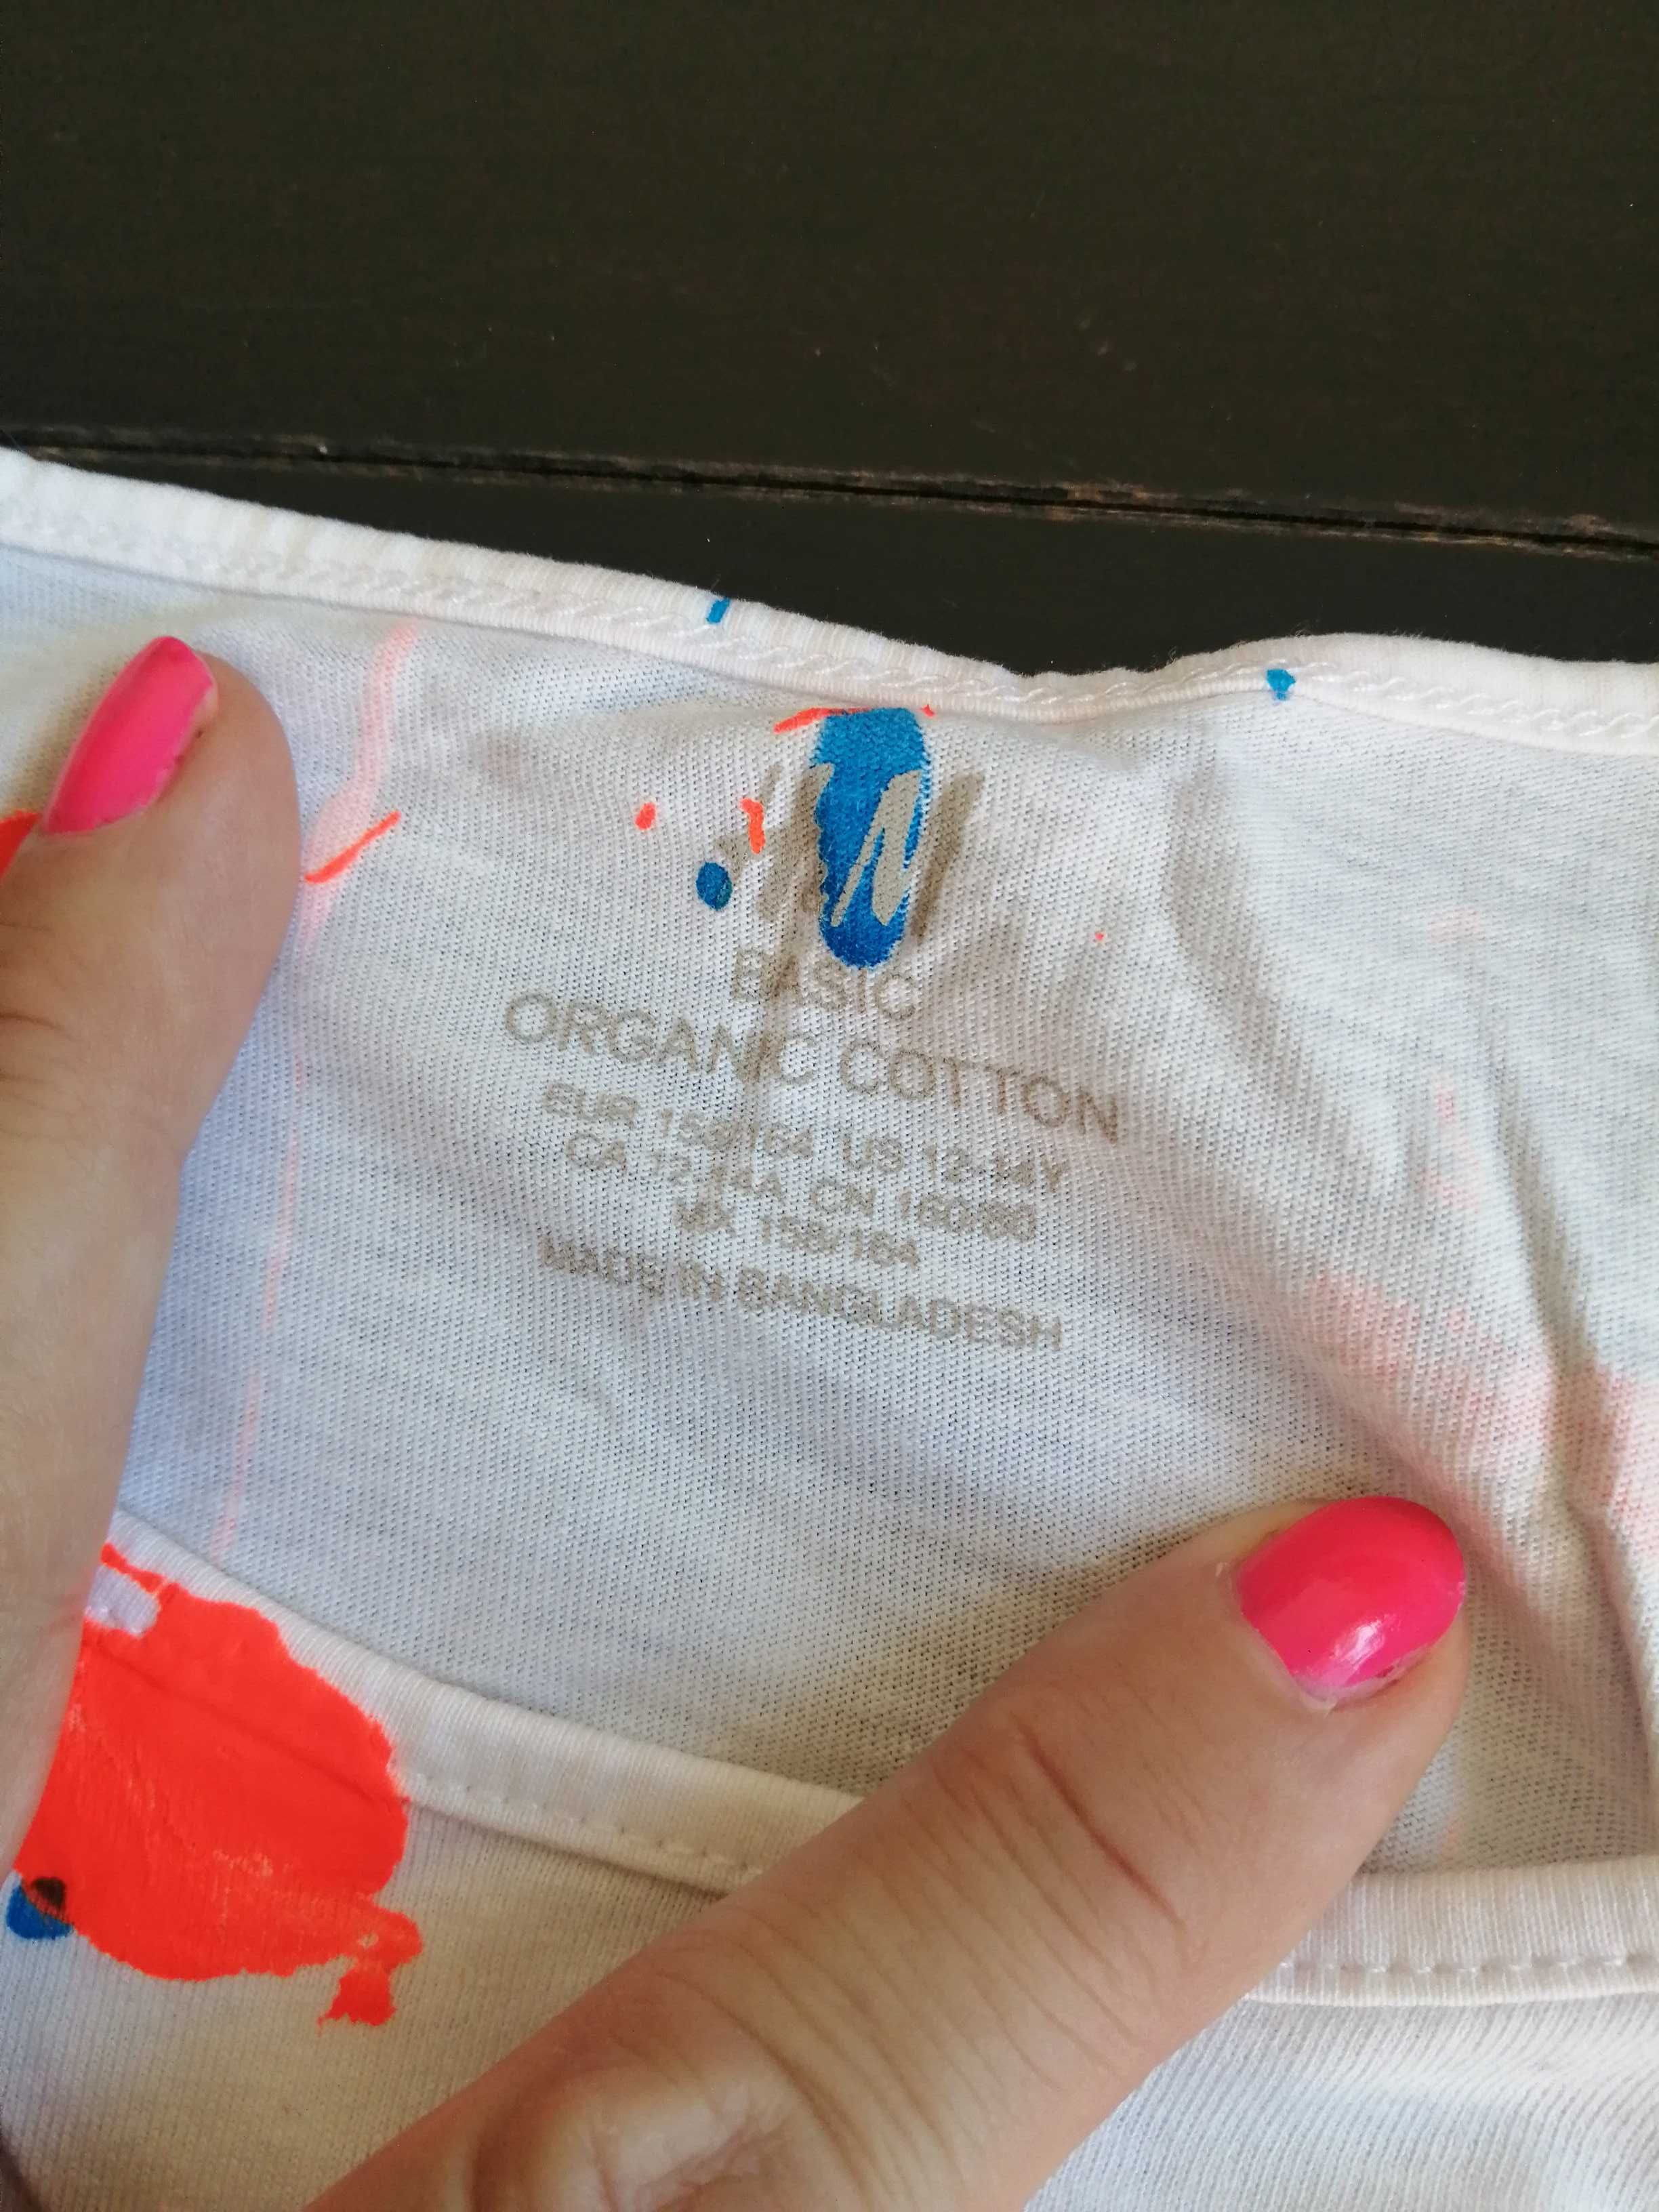 BASIC
ORGANIC COTTON
EUR 158/164 US 12-14Y
CA 12-14A CN 160/80
MX 158/164
MADE IN BANGLADESH